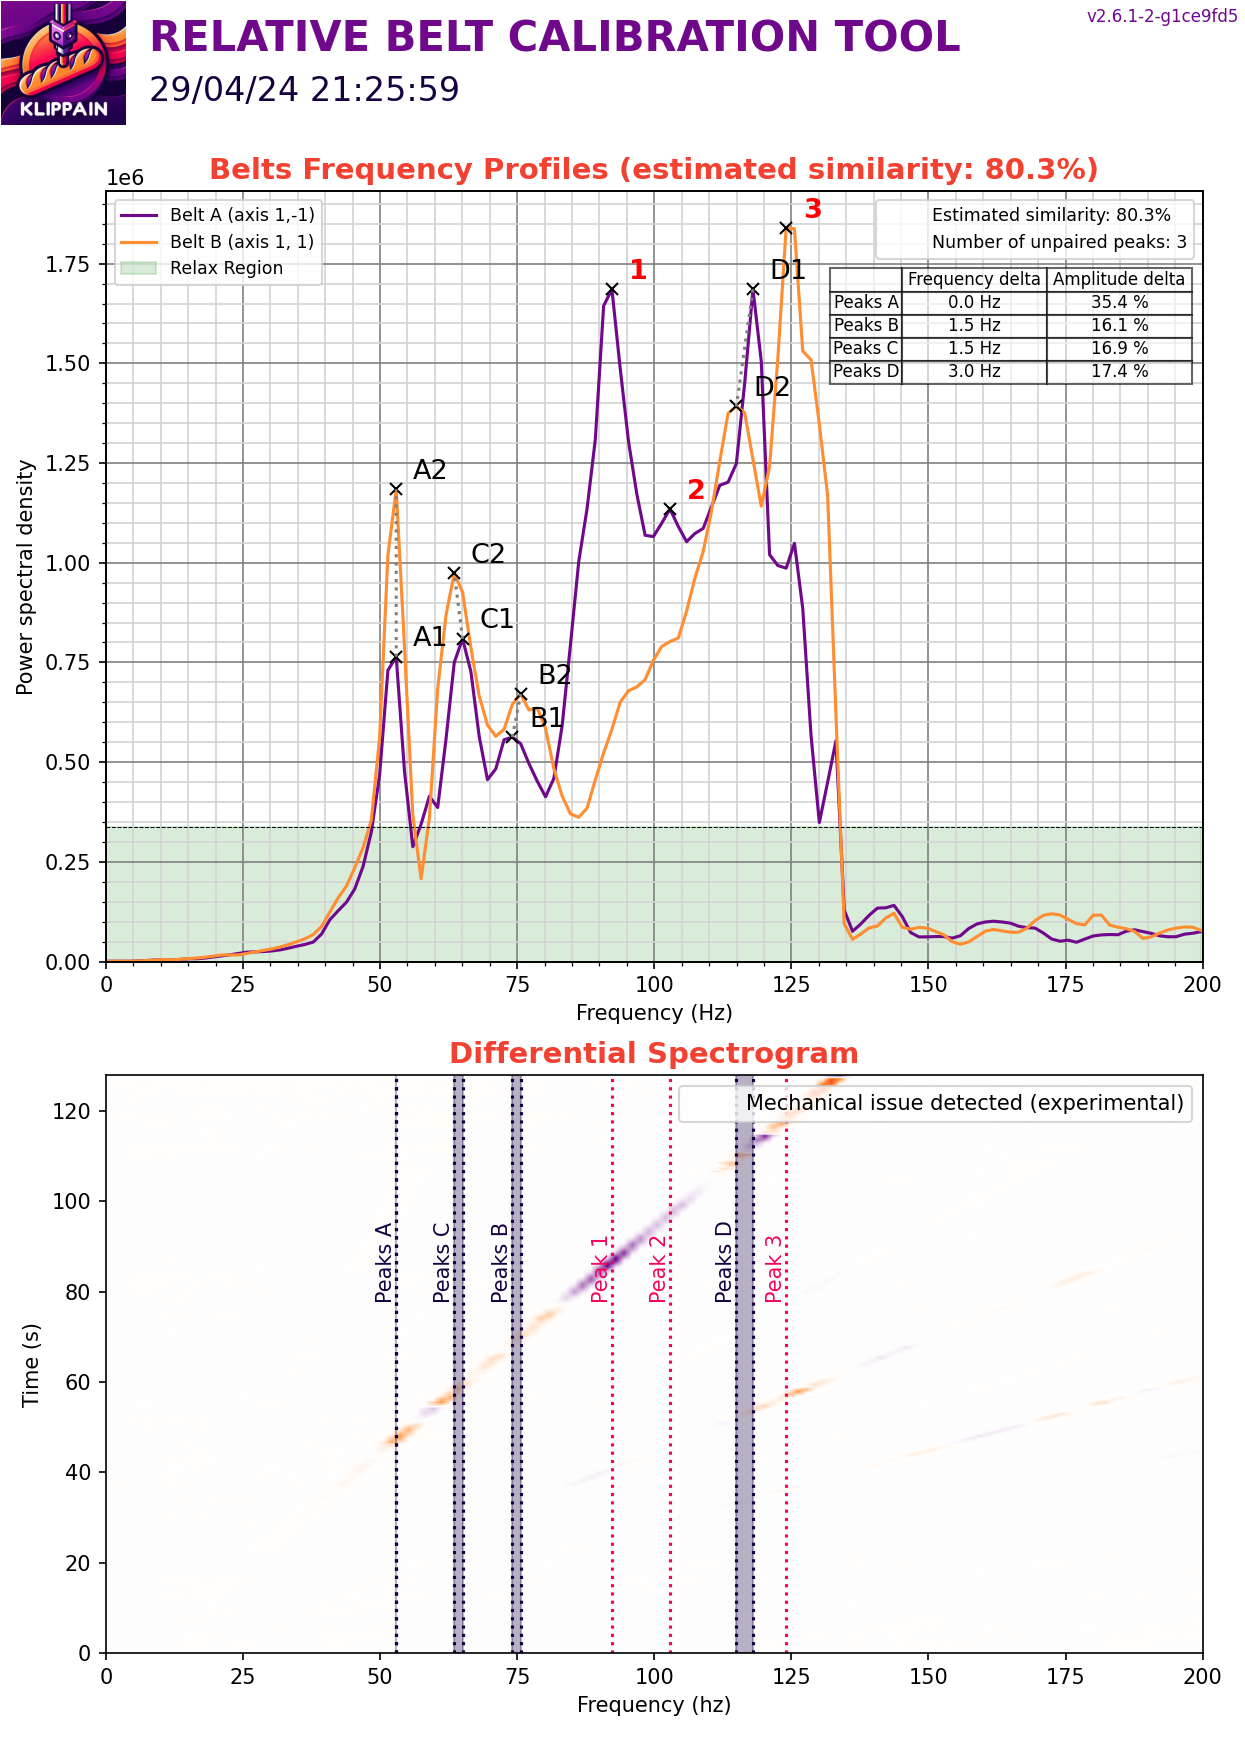 KLIPPAIN
RELATIVE BELT CALIBRATION TOOL
v2.6.1-2-g1ce9fd5
29/04/24 21:25:59
Belts Frequency Profiles (estimated similarity: 80.3%)
1e6
Belt A (axis 1,-1)
Belt B (axis 1, 1)
Relax Region
Estimated similarity: 80.3%
Number of unpaired peaks: 3
Frequency delta Amplitude delta
Peaks A 0.0 Hz 35.4 %
Peaks B 1.5 Hz 16.1 %
Peaks C 1.5 Hz 16.9 %
Peaks D 3.0 Hz 17.4 %
3
1
D1
D2
A2
2
C2
C1
A1
B2
B1
Power spectral density
1.75
1.50
1.25
1.00
0.75
0.50
0.25
0.00
0 25 50 75 100 125 150 175 200
Frequency (Hz)
Differential Spectrogram
Mechanical issue detected (experimental)
Peaks A
Peaks C
Peaks B
Peak 1
Peak 2
Peaks D
Peak 3
Time (s)
120
100
80
60
40
20
0
0 25 50 75 100 125 150 175 200
Frequency (hz)